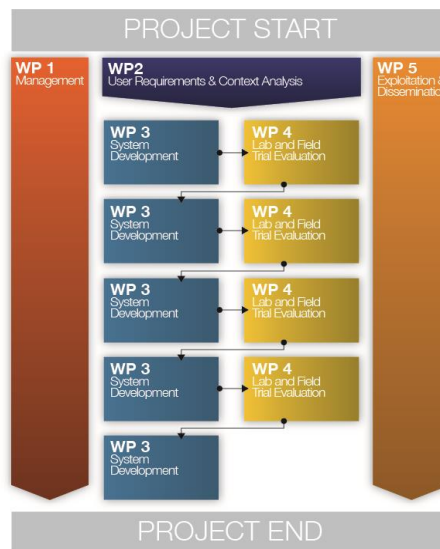 PROJECT START
WP 1
Management
WP2
User Requirements & Context Analysis
WP 5
Exploitation &
Dissemination
WP 3
System
Development
WP 4
Lab and Field
Trial Evaluation
WP 3
System
Development
WP 4
Lab and Field
Trial Evaluation
WP 3
System
Development
WP 4
Lab and Field
Trial Evaluation
WP 3
System
Development
WP 4
Lab and Field
Trial Evaluation
WP 3
System
Development
PROJECT END